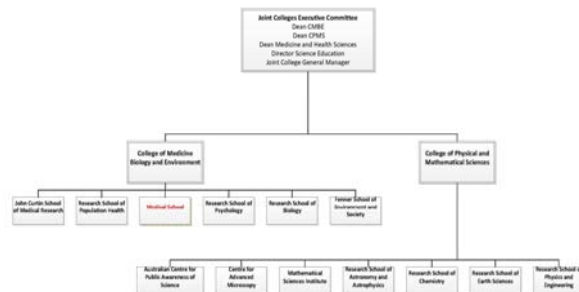 Joint Colleges Executive Committee
Dean CMBE
Dean CPMS
Dean Medicine and Health Sciences
Director Science Education
Joint College General Manager
College of Medicine
Biology and Environment
College of Physical and
Mathematical Sciences
John Curtin School
of Medical Research
Research School of
Population Health
Medical School
Research School of
Psychology
Research School of
Biology
Fenner School of
Environment and
Society
Australian Centre for
Public Awareness of
Science
Centre for
Advanced
Microscopy
Mathematical
Sciences Institute
Research School of
Astronomy and
Astrophysics
Research School of
Chemistry
Research School of
Earth Sciences
Research School of
Physics and
Engineering